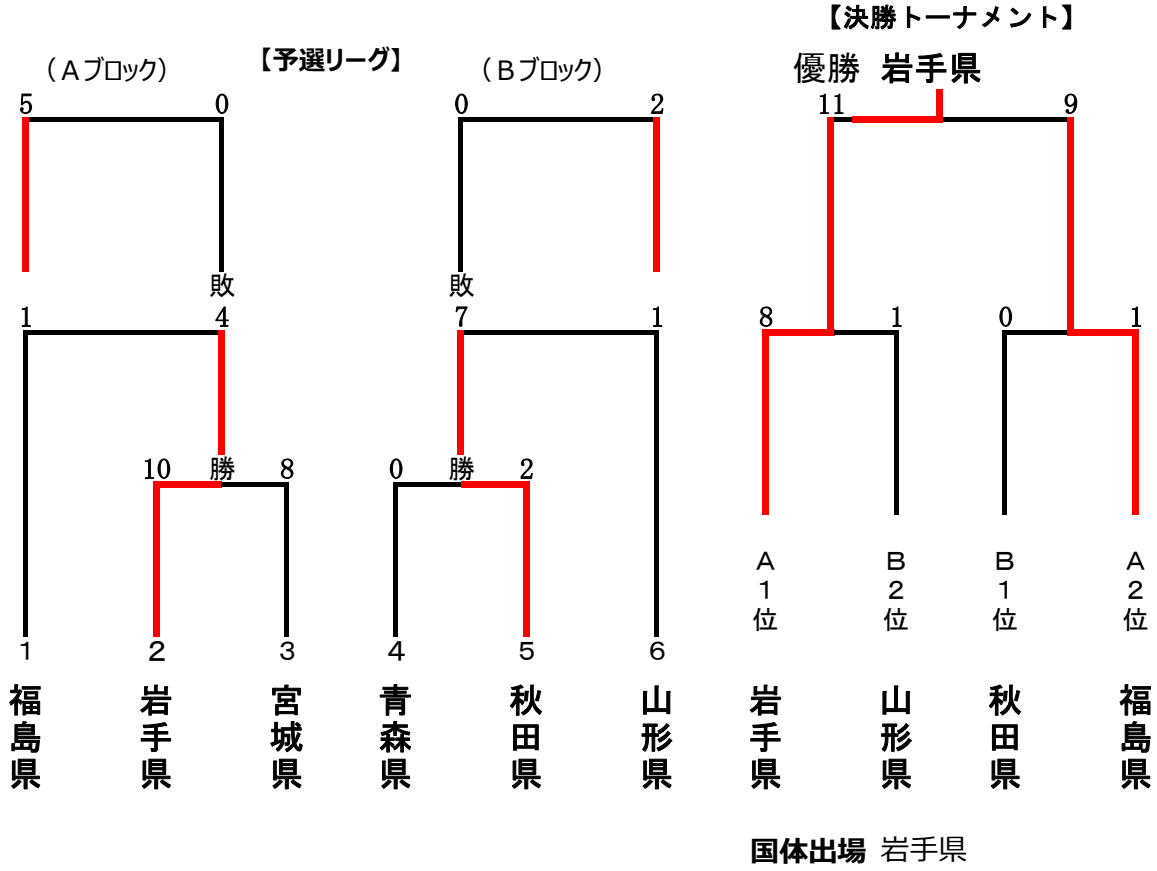 【決勝トーナメント】
【予選リーグ】
（Aブロック）
（Bブロック）
優勝 岩手県
5 0
0 2
11 9
敗
敗
1 4
7 1
8 1
0 1
10 勝 8
0 勝 2
A1位
B2位
B1位
A2位
1 2 3 4 5 6
福島県
岩手県
宮城県
青森県
秋田県
山形県
岩手県
山形県
秋田県
福島県
国体出場 岩手県